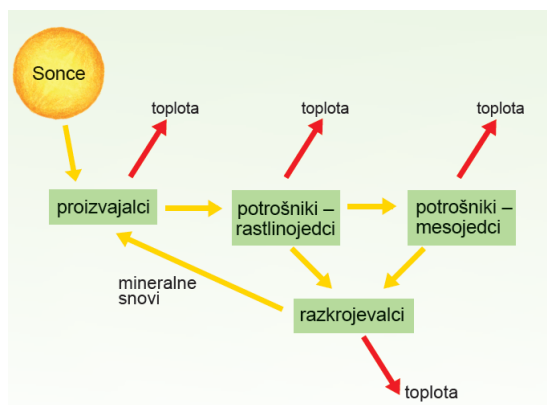 Sonce
toplota
toplota
toplota
proizvajalci
potrošniki –
rastlinojedci
potrošniki –
mesojedci
mineralne
snovi
razkrojevalci
toplota